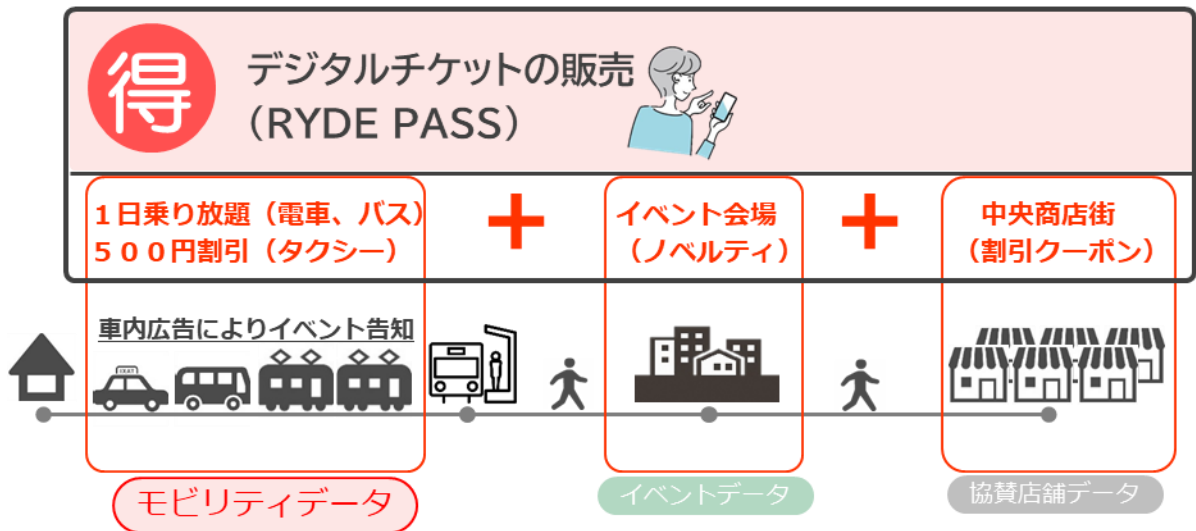 得
デジタルチケットの販売
（RYDE PASS）
１日乗り放題（電車、バス）
５００円割引（タクシー）
＋
イベント会場
（ノベルティ）
＋
中央商店街
（割引クーポン）
車内広告によりイベント告知
TAXI
モビリティデータ
イベントデータ
協賛店舗データ